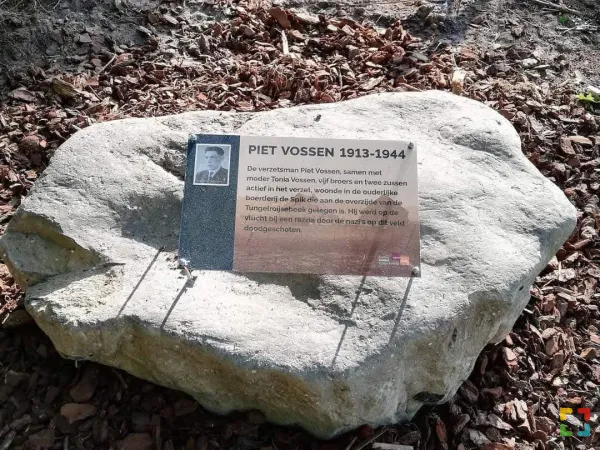 PIET VOSSEN 1913-1944
De verzetsman Piet Vossen, samen met
moder Tonia Vossen, vijf broers en twee zussen
actief in het verzet, woonde in de ouderlijke
boerderij de Spik die aan de overzijde van de
Tungelroijsebeek gelegen is. Hij werd op de
vlucht bij een razzia door de nazi's op dit veld
doodgeschoten.